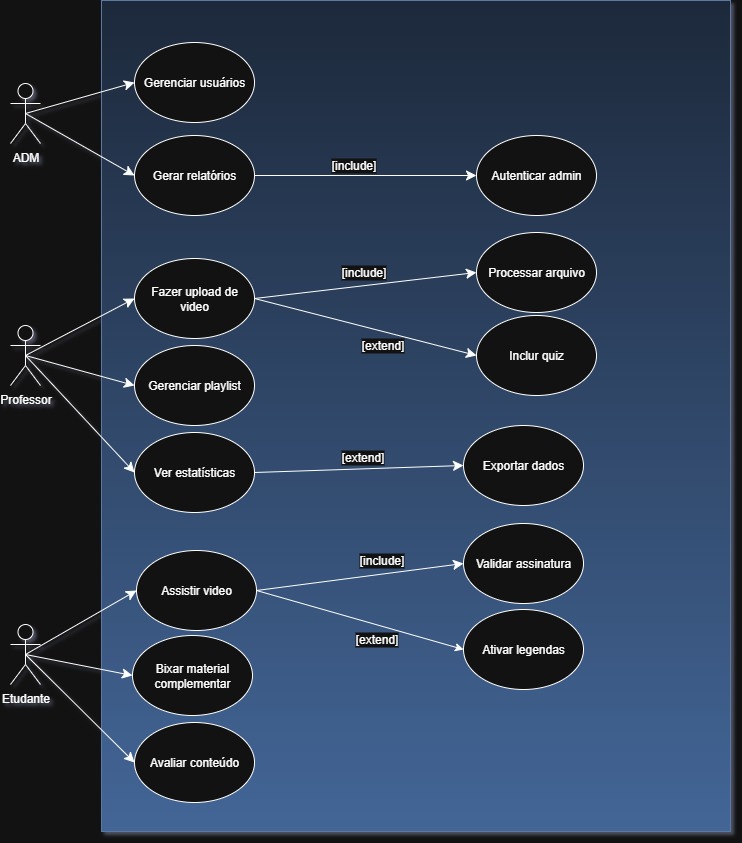 Gerenciar usuários
ADM
Gerar relatórios
[include]
Autenticar admin
Fazer upload de
video
[include]
Processar arquivo
[extend]
Inclur quiz
Professor
Gerenciar playlist
Ver estatísticas
[extend]
Exportar dados
Assistir video
[include]
Validar assinatura
[extend]
Ativar legendas
Etudante
Bixar material
complementar
Avaliar conteúdo